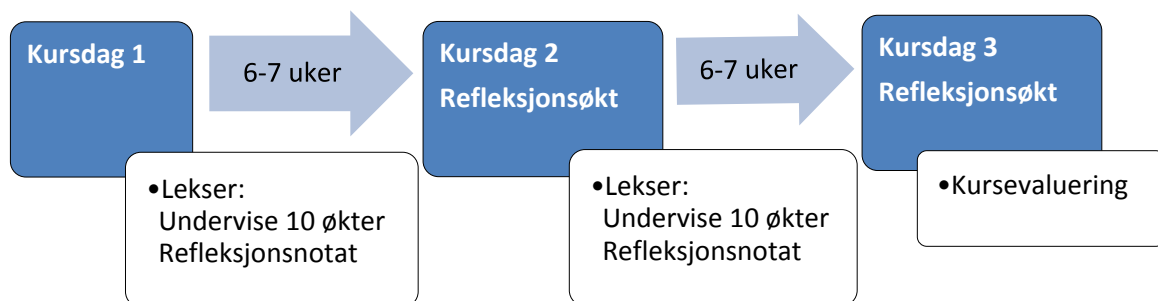 Kursdag 1
6-7 uker
Kursdag 2
Refleksjonsøkt
6-7 uker
Kursdag 3
Refleksjonsøkt
•Lekser:
Undervise 10 økter
Refleksjonsnotat
•Lekser:
Undervise 10 økter
Refleksjonsnotat
•Kursevaluering